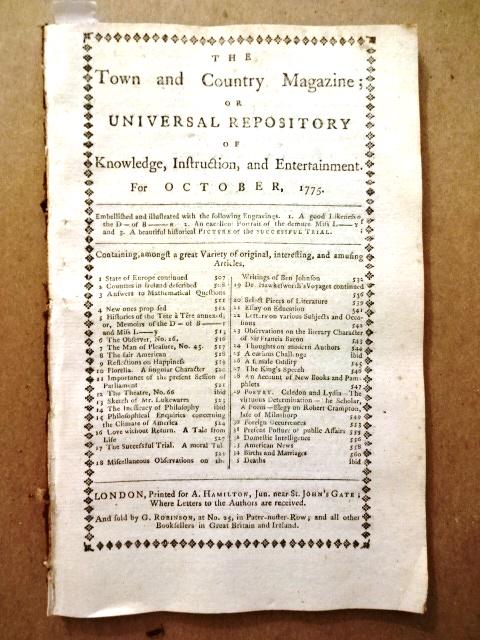 THE
Town and Country Magazine;
OR
UNIVERSAL REPOSITORY
OF
Knowledge, Inſtruction, and Entertainment.
For OCTOBER, 1775.
Embelliſhed and illuſtrated with the following Engravings. 1. A good Likeneſs of
the D— of B——. 2. An excellent Portrait of the demure Miſs L——y
and 3. A beautiful hiſtorical PICTURE of the SUCCESSFUL TRIAL.
Containing, amongſt a great Variety of original, intereſting, and amuſing
Articles,
1 State of Europe continued 507
2 Counties in Ireland deſcribed 508
3 Anſwers to Mathematical Queſtions
511
4 New ones propoſed 512
5 Hiſtories of the Tête à Tête annexed;
or, Memoirs of the D— of B——
and Miſs L——y 513
6 The Obſerver, No. 16. 516
7 The Man of Pleaſure, No. 45. 517
8 The fair American 518
9 Reflections on Happineſs 519
10 Florella. A ſingular Character 520
11 Importance of the preſent Seſſion of
Parliament 521
12 The Theatre, No. 66 ibid
13 Sketch of Mr. Lukewarm 523
14 The Inefficacy of Philoſophy ibid
15 Philoſophical Enquiries concerning
the Climate of America 524
16 Love without Return. A Tale from
Life 527
17 The Succeſsful Trial. A moral Tale
529
18 Miſcellaneous Obſervations on the
Writings of Ben Johnſon 532
19 Dr. Hawkeſworth's Voyages continued
536
20 Select Pieces of Literature 539
21 Eſſay on Education 541
22 Letters on various Subjects and Occa-
ſions 542
23 Obſervations on the literary Character
of Sir Francis Bacon 543
24 Thoughts on modern Authors 544
25 A curious Challenge ibid
26 A female Oddity 545
27 The King's Speech 546
28 An Account of New Books and Pam-
phlets 547
29 POETRY. Celedon and Lydia—The
virtuous Determination—The Scholar,
A Poem—Elegy on Robert Crampton,
late of 549
30 Foreign Occurrences 553
31 Preſent Poſture of public Affairs 555
32 Domeſtic Intelligence 556
33 American News 558
34 Births and Marriages 560
35 Deaths ibid.
LONDON, Printed for A. HAMILTON, Jun. near St. JOHN'S GATE;
Where Letters to the Authors are received.
And ſold by G. ROBINSON, at No. 25, in Pater-noſter-Row; and all other
Bookſellers in Great Britain and Ireland.